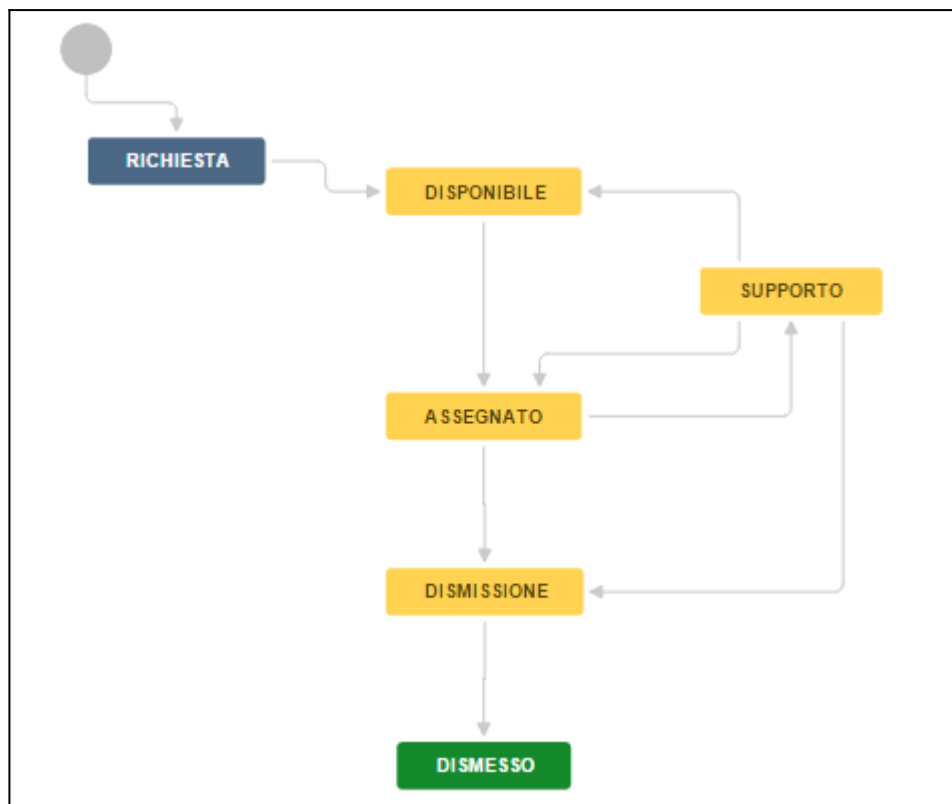 RICHIESTA
DISPONIBILE
SUPPORTO
ASSEGNATO
DISMISSIONE
DISMESSO